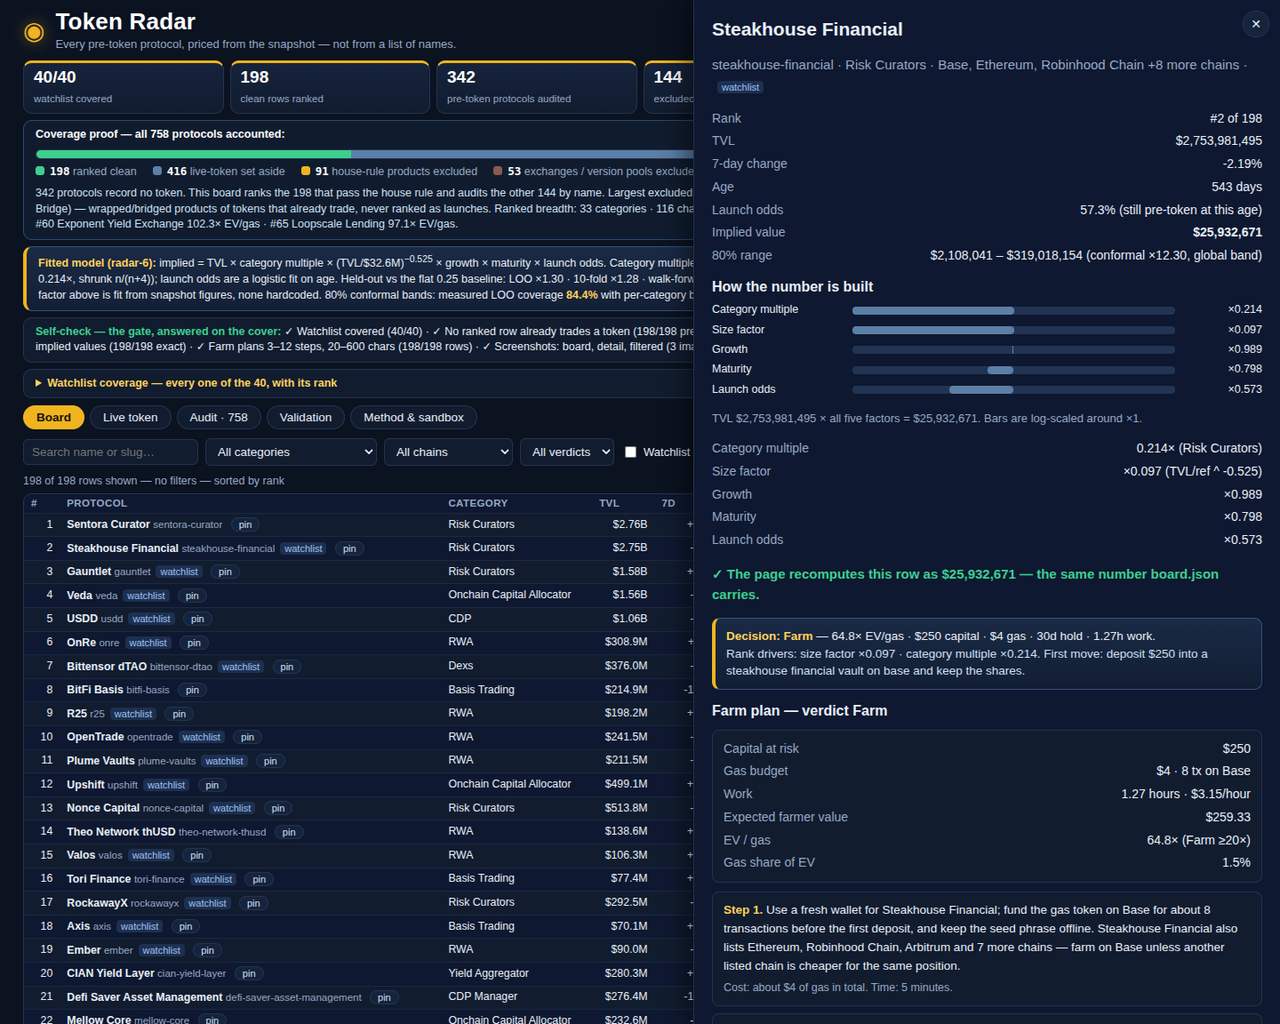 Token Radar
Every pre-token protocol, priced from the snapshot — not from a list of names.
40/40
watchlist covered
198
clean rows ranked
342
pre-token protocols audited
144
excluded
Coverage proof — all 758 protocols accounted:
198 ranked clean 416 live-token set aside 91 house-rule products excluded 53 exchanges / version pools exclude
342 protocols record no token. This board ranks the 198 that pass the house rule and audits the other 144 by name. Largest excluded
Bridge) — wrapped/bridged products of tokens that already trade, never ranked as launches. Ranked breadth: 33 categories · 116 cha
#60 Exponent Yield Exchange 102.3× EV/gas · #65 Loopscale Lending 97.1× EV/gas.
Fitted model (radar-6): implied = TVL × category multiple × (TVL/$32.6M)^−0.525 × growth × maturity × launch odds. Category multiple
0.214×, shrunk n/(n+4)); launch odds are a logistic fit on age. Held-out vs the flat 0.25 baseline: LOO ×1.30 · 10-fold ×1.28 · walk-forw
factor above is fit from snapshot figures, none hardcoded. 80% conformal bands: measured LOO coverage 84.4% with per-category b
Self-check — the gate, answered on the cover: ✓ Watchlist covered (40/40) · ✓ No ranked row already trades a token (198/198 pre
implied values (198/198 exact) · ✓ Farm plans 3–12 steps, 20–600 chars (198/198 rows) · ✓ Screenshots: board, detail, filtered (3 ima
▶ Watchlist coverage — every one of the 40, with its rank
Board Live token Audit · 758 Validation Method & sandbox
Search name or slug… All categories All chains All verdicts Watchlist
198 of 198 rows shown — no filters — sorted by rank
# PROTOCOL CATEGORY TVL 7D
1 Sentora Curator sentora-curator pin Risk Curators $2.76B +
2 Steakhouse Financial steakhouse-financial watchlist pin Risk Curators $2.75B -
3 Gauntlet gauntlet watchlist pin Risk Curators $1.58B +
4 Veda veda watchlist pin Onchain Capital Allocator $1.56B -
5 USDD usdd watchlist pin CDP $1.06B -
6 OnRe onre watchlist pin RWA $308.9M +
7 Bittensor dTAO bittensor-dtao watchlist pin Dexs $376.0M -
8 BitFi Basis bitfi-basis pin Basis Trading $214.9M -1
9 R25 r25 watchlist pin RWA $198.2M +
10 OpenTrade opentrade watchlist pin RWA $241.5M -
11 Plume Vaults plume-vaults watchlist pin RWA $211.5M -
12 Upshift upshift watchlist pin Onchain Capital Allocator $499.1M +
13 Nonce Capital nonce-capital watchlist pin Risk Curators $513.8M -
14 Theo Network thUSD theo-network-thusd pin RWA $138.6M +
15 Valos valos watchlist pin RWA $106.3M +
16 Tori Finance tori-finance watchlist pin Basis Trading $77.4M +
17 RockawayX rockawayx watchlist pin Risk Curators $292.5M -
18 Axis axis watchlist pin Basis Trading $70.1M +
19 Ember ember watchlist pin RWA $90.0M -
20 CIAN Yield Layer cian-yield-layer pin Yield Aggregator $280.3M +
21 Defi Saver Asset Management defi-saver-asset-management pin CDP Manager $276.4M -1
22 Mellow Core mellow-core pin Onchain Capital Allocator $232.6M -
Steakhouse Financial
✕
steakhouse-financial · Risk Curators · Base, Ethereum, Robinhood Chain +8 more chains ·
watchlist
Rank #2 of 198
TVL $2,753,981,495
7-day change -2.19%
Age 543 days
Launch odds 57.3% (still pre-token at this age)
Implied value $25,932,671
80% range $2,108,041 – $319,018,154 (conformal ×12.30, global band)
How the number is built
Category multiple ×0.214
Size factor ×0.097
Growth ×0.989
Maturity ×0.798
Launch odds ×0.573
TVL $2,753,981,495 × all five factors = $25,932,671. Bars are log-scaled around ×1.
Category multiple 0.214× (Risk Curators)
Size factor ×0.097 (TVL/ref ^ -0.525)
Growth ×0.989
Maturity ×0.798
Launch odds ×0.573
✓ The page recomputes this row as $25,932,671 — the same number board.json
carries.
Decision: Farm — 64.8× EV/gas · $250 capital · $4 gas · 30d hold · 1.27h work.
Rank drivers: size factor ×0.097 · category multiple ×0.214. First move: deposit $250 into a
steakhouse financial vault on base and keep the shares.
Farm plan — verdict Farm
Capital at risk $250
Gas budget $4 · 8 tx on Base
Work 1.27 hours · $3.15/hour
Expected farmer value $259.33
EV / gas 64.8× (Farm ≥20×)
Gas share of EV 1.5%
Step 1. Use a fresh wallet for Steakhouse Financial; fund the gas token on Base for about 8
transactions before the first deposit, and keep the seed phrase offline. Steakhouse Financial also
lists Ethereum, Robinhood Chain, Arbitrum and 7 more chains — farm on Base unless another
listed chain is cheaper for the same position.
Cost: about $4 of gas in total. Time: 5 minutes.